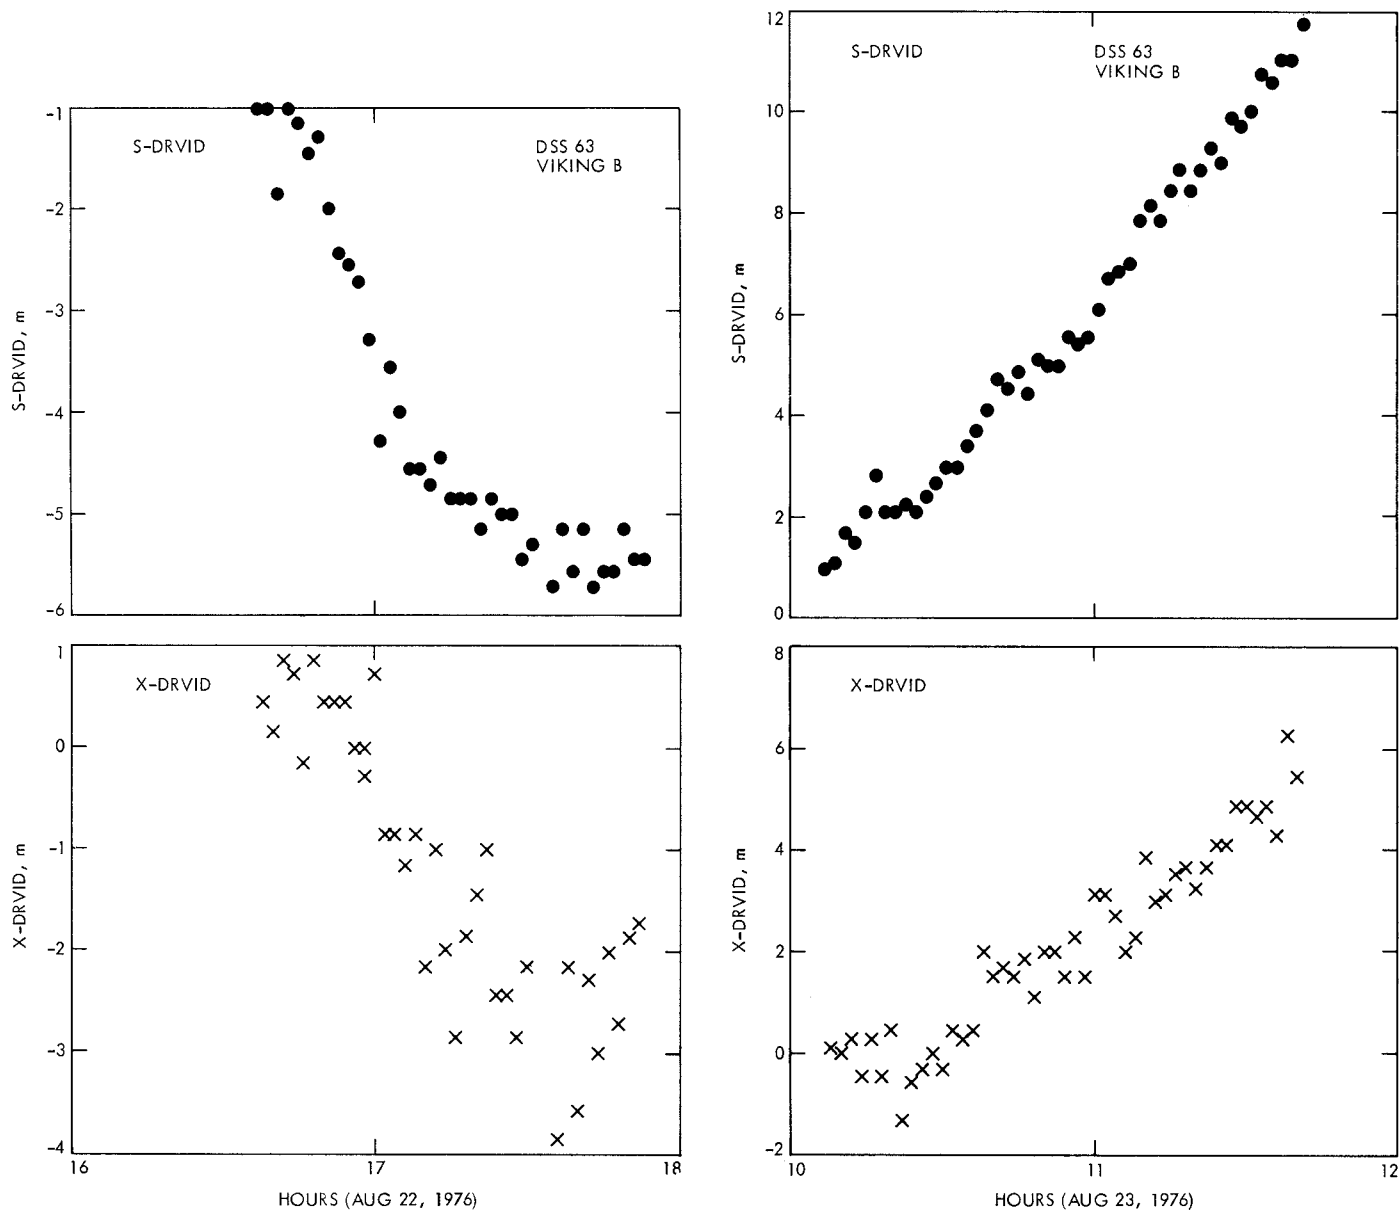 S-DRVID
DSS 63
VIKING B
-1
-2
-3
-4
-5
-6
S-DRVID, m
S-DRVID
DSS 63
VIKING B
12
10
8
6
4
2
0
S-DRVID, m
X-DRVID
1
0
-1
-2
-3
-4
X-DRVID, m
16
17
18
HOURS (AUG 22, 1976)
X-DRVID
8
6
4
2
0
-2
X-DRVID, m
10
11
12
HOURS (AUG 23, 1976)